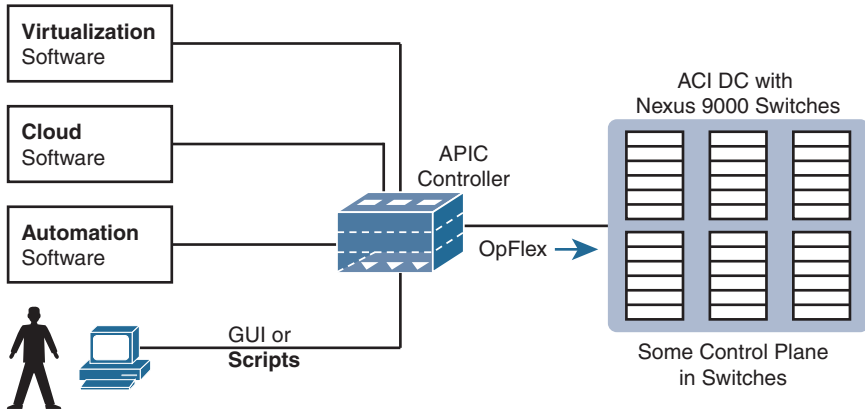 Virtualization
Software
Cloud
Software
Automation
Software
GUI or
Scripts
APIC
Controller
OpFlex
ACI DC with
Nexus 9000 Switches
Some Control Plane
in Switches